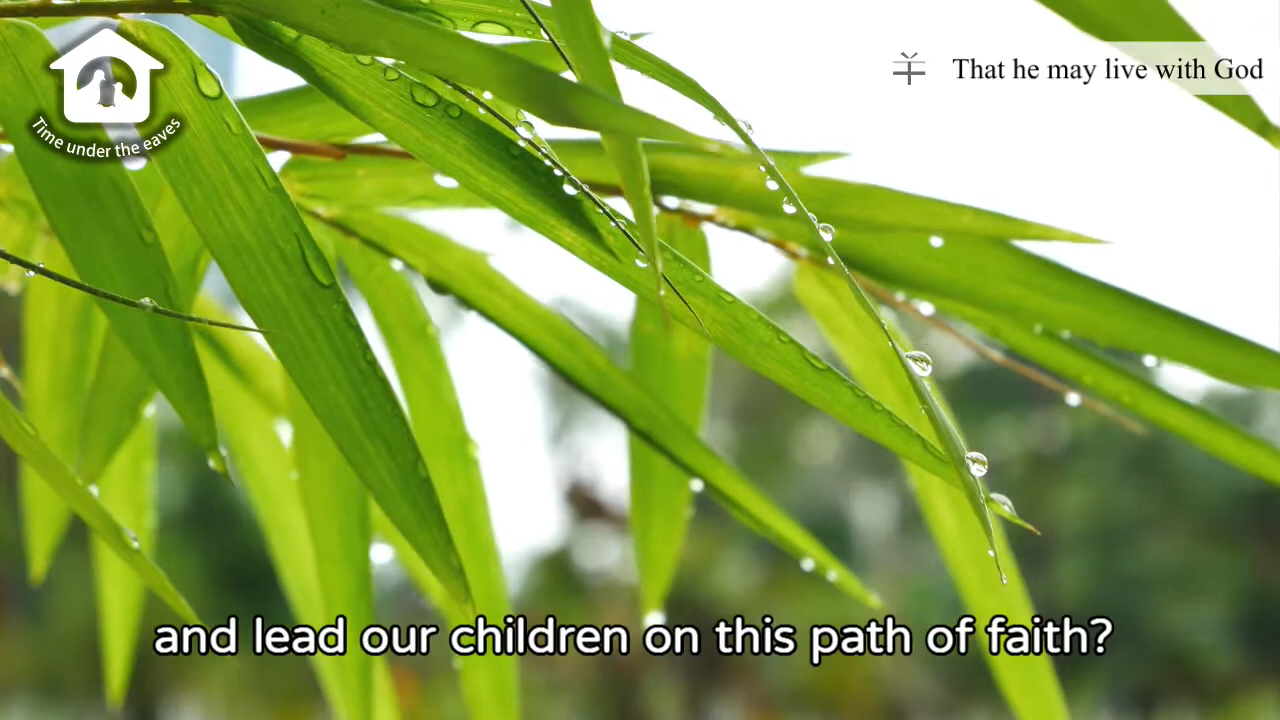 That he may live with God
Time under the eaves
and lead our children on this path of faith?